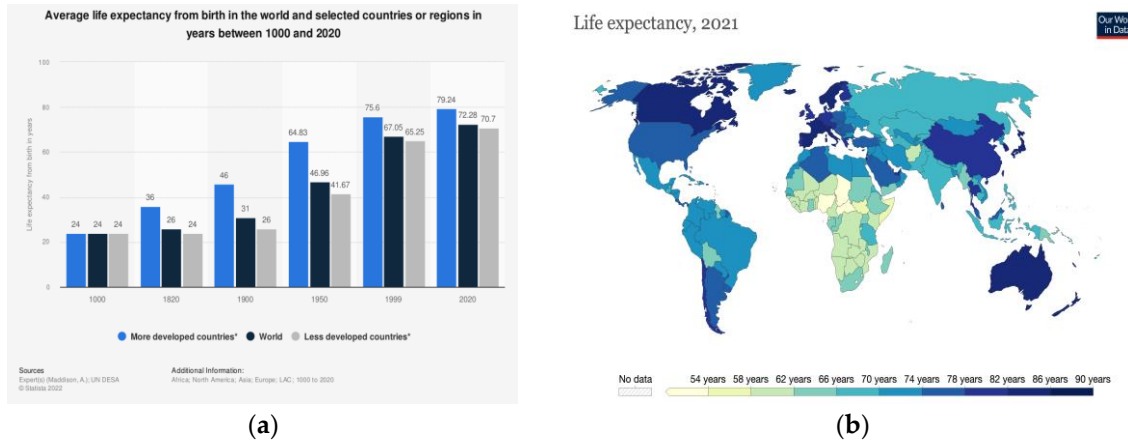 Average life expectancy from birth in the world and selected countries or regions in
years between 1000 and 2020
Life expectancy from birth in years
100
80
60
40
20
0
24 24 24
36 26 24
46 31 26
64.83 46.96 41.67
75.6 67.05 65.25
79.24 72.28 70.7
1000 1820 1900 1950 1999 2020
More developed countries* World Less developed countries*
Sources
Expert(s) (Maddison, A.); UN DESA
© Statista 2022
Additional Information:
Africa; North America; Asia; Europe; LAC; 1000 to 2020
(a)
Life expectancy, 2021
Our Wo
in Data
No data 54 years 58 years 62 years 66 years 70 years 74 years 78 years 82 years 86 years 90 years
(b)